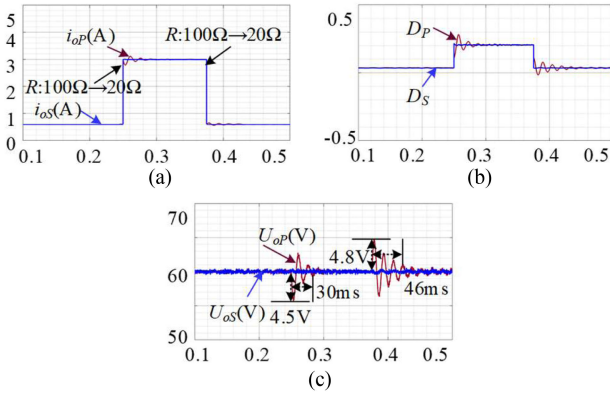 5
4
3
2
1
0
i_oP(A)
R:100Ω→20Ω
R:100Ω→20Ω
i_oS(A)
0.1 0.2 0.3 0.4 0.5
(a)
0.5
-0.5
D_P
D_S
0.1 0.2 0.3 0.4 0.5
(b)
70
60
50
U_oP(V)
4.8V
30ms
46ms
U_oS(V)
4.5V
0.1 0.2 0.3 0.4 0.5
(c)